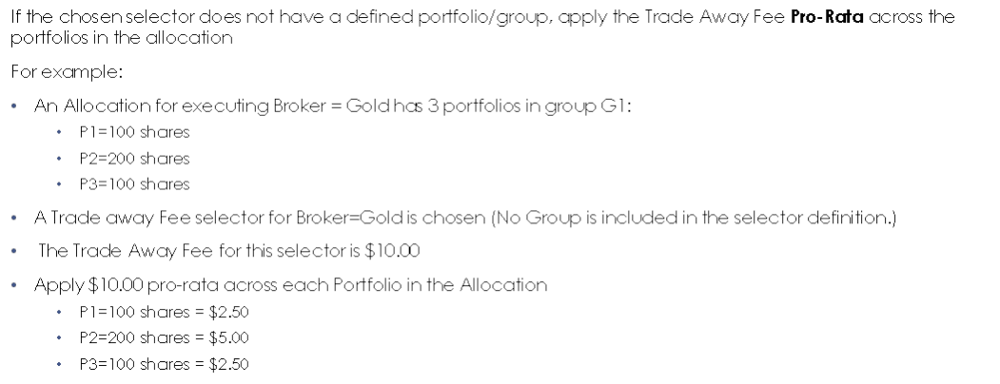 If the chosen selector does not have a defined portfolio/group, apply the Trade Away Fee Pro-Rata across the
portfolios in the allocation
For example:
• An Allocation for executing Broker = Gold has 3 portfolios in group G1:
• P1=100 shares
• P2=200 shares
• P3=100 shares
• A Trade away Fee selector for Broker=Gold is chosen (No Group is included in the selector definition.)
• The Trade Away Fee for this selector is $10.00
• Apply $10.00 pro-rata across each Portfolio in the Allocation
• P1=100 shares = $2.50
• P2=200 shares = $5.00
• P3=100 shares = $2.50